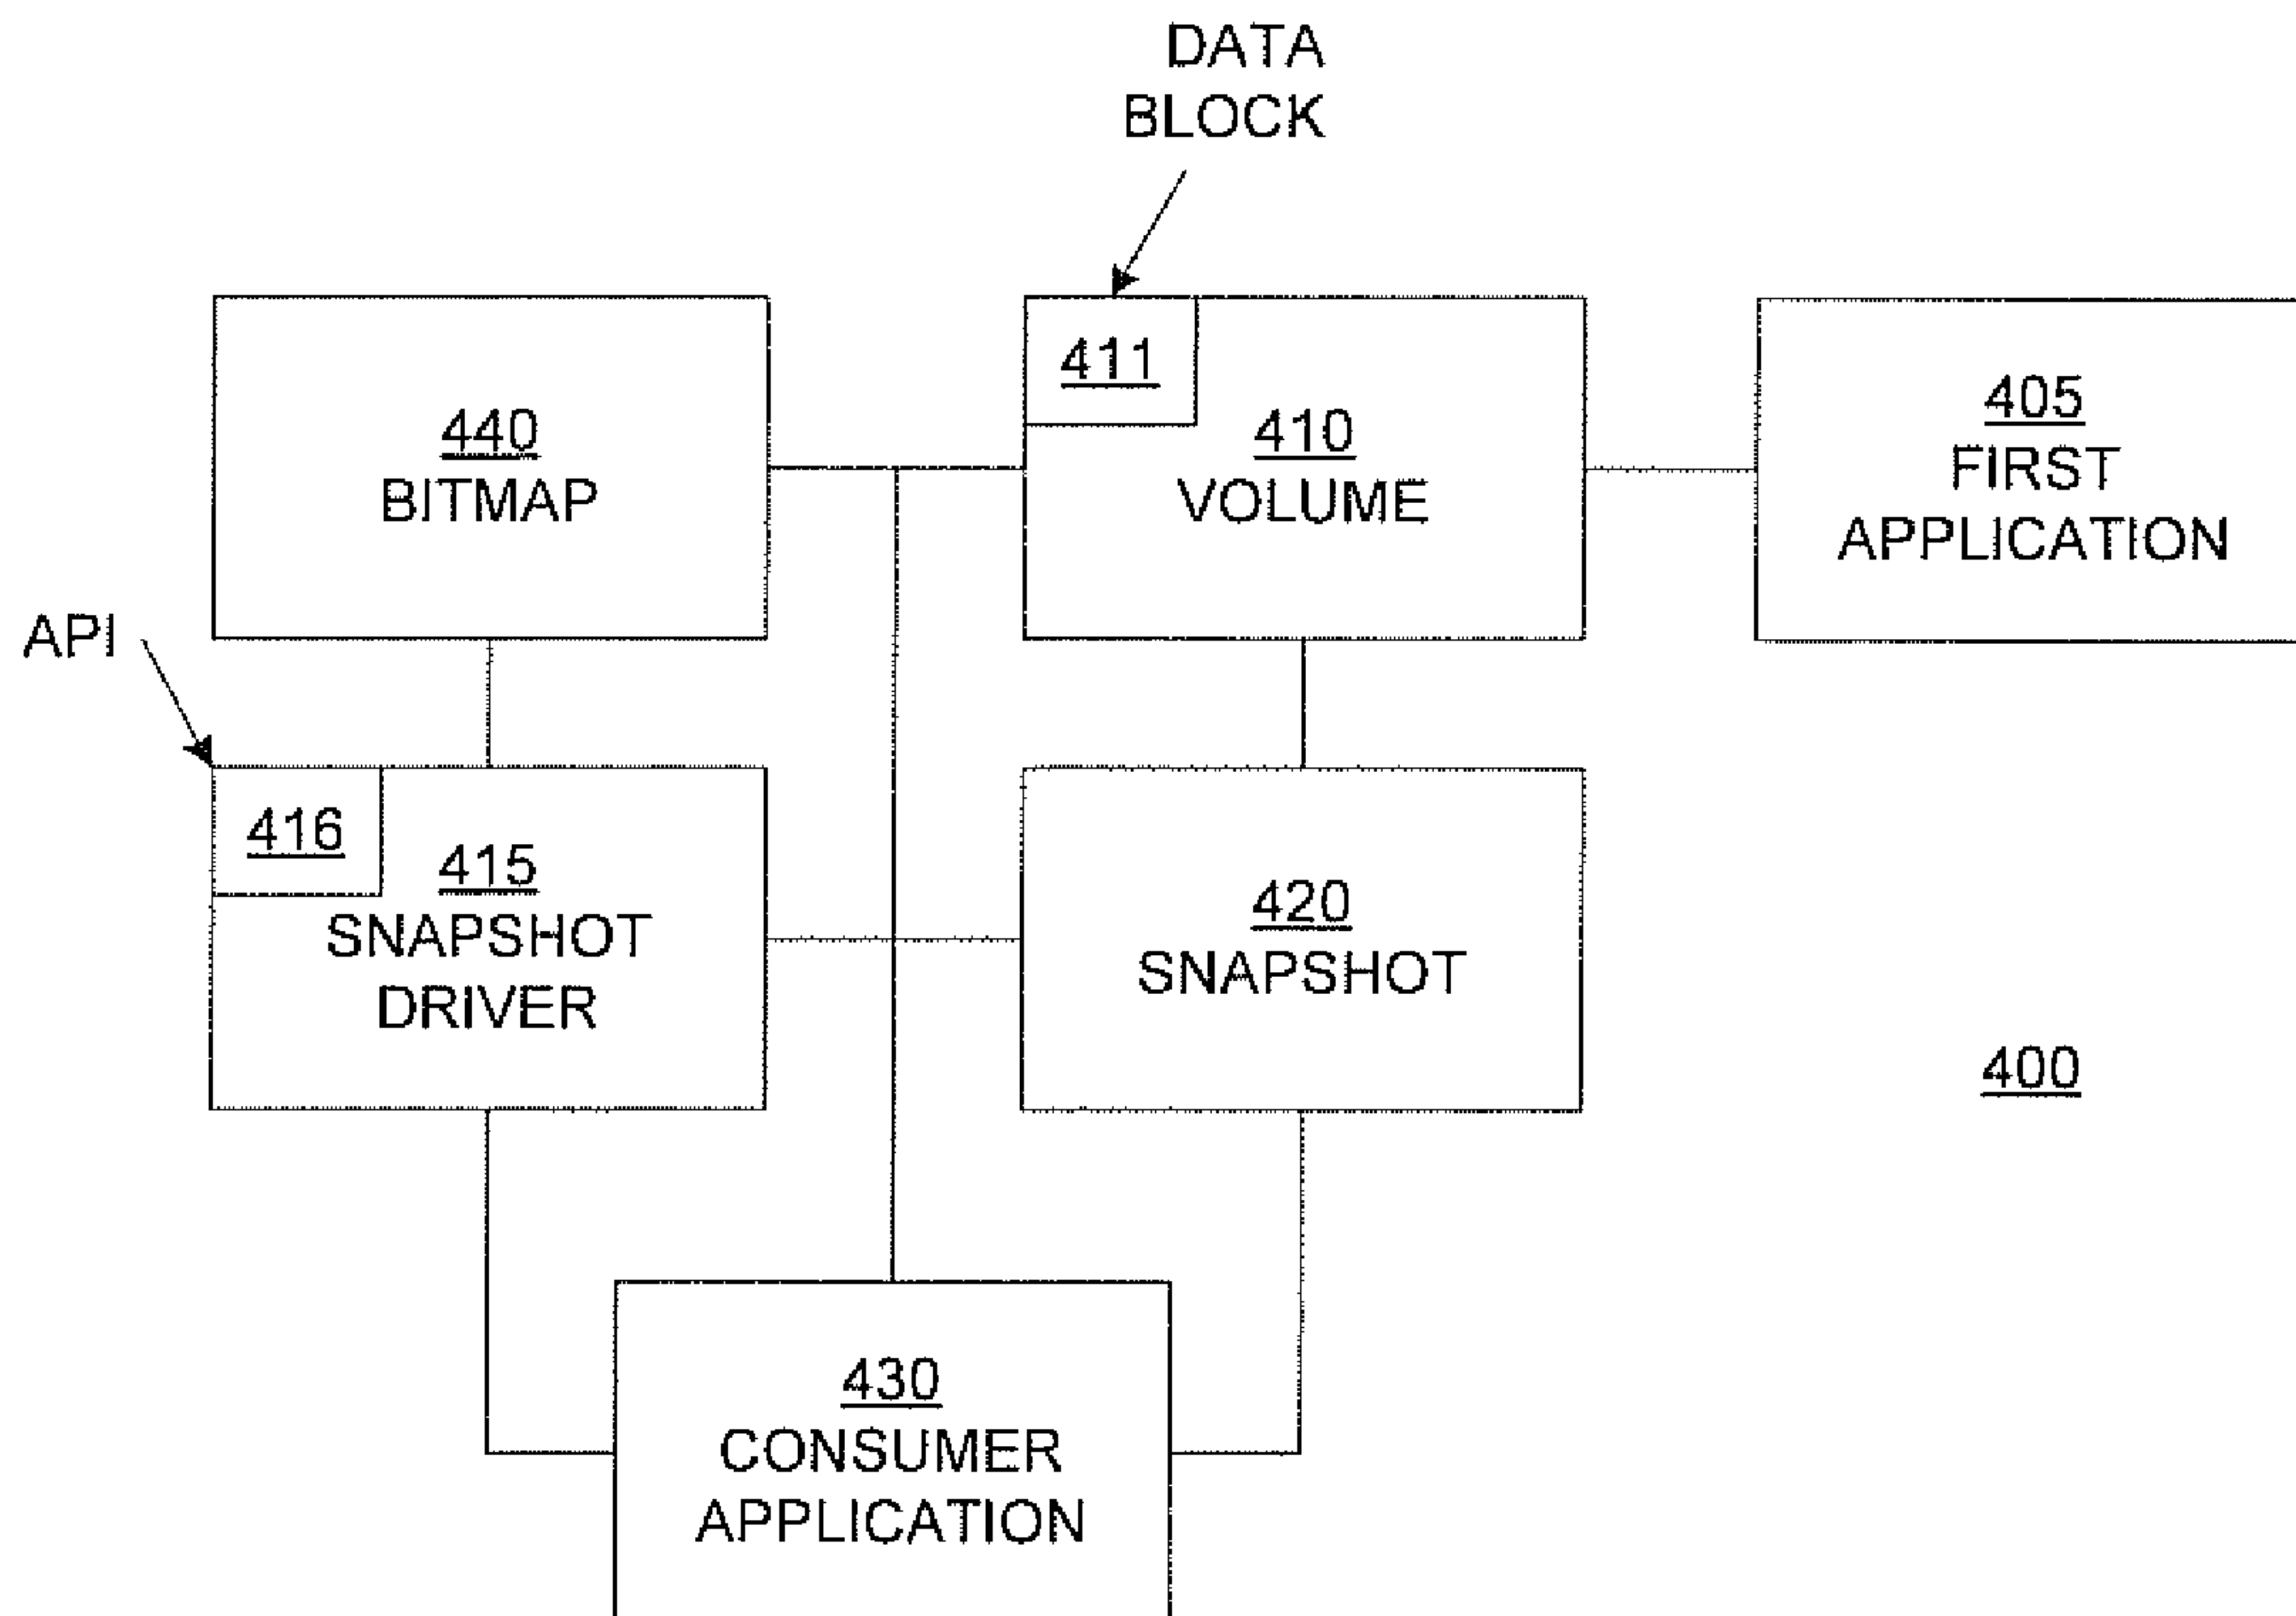 DATA
BLOCK
411
440
BITMAP
410
VOLUME
405
FIRST
APPLICATION
API
416
415
SNAPSHOT
DRIVER
420
SNAPSHOT
400
430
CONSUMER
APPLICATION